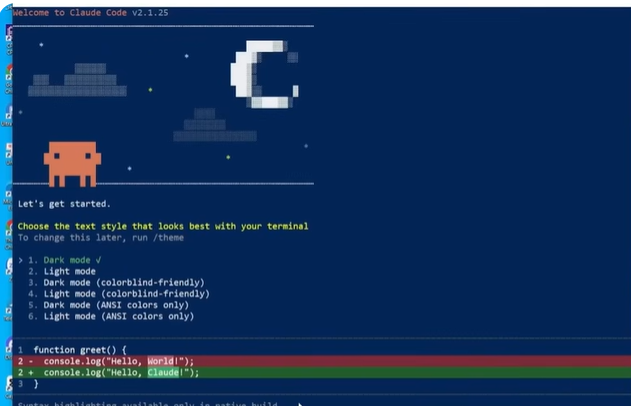 Welcome to Claude Code v2.1.25
Let's get started.
Choose the text style that looks best with your terminal
To change this later, run /theme
> 1. Dark mode √
2. Light mode
3. Dark mode (colorblind-friendly)
4. Light mode (colorblind-friendly)
5. Dark mode (ANSI colors only)
6. Light mode (ANSI colors only)
1 function greet() {
2 - console.log("Hello, World!");
2 + console.log("Hello, Claude!");
3 }
Syntax highlighting available only in native build